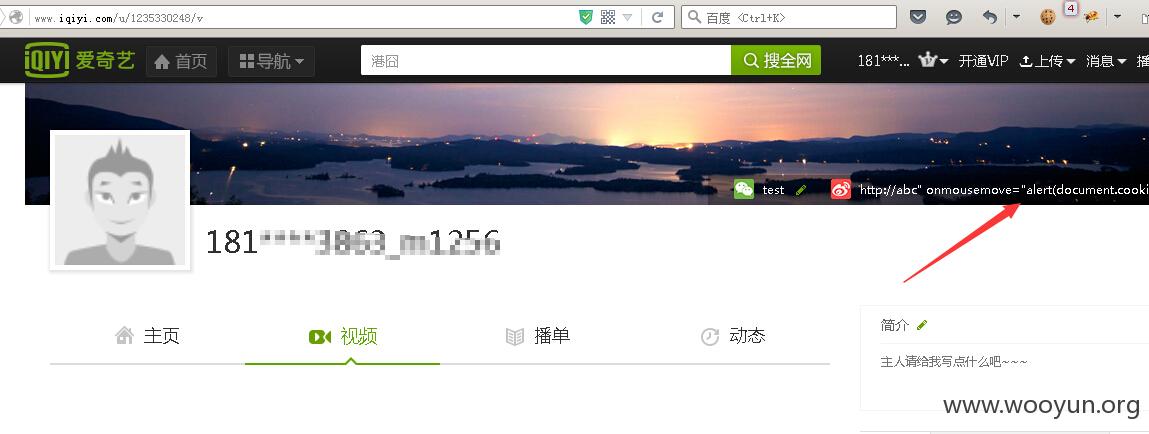 www.iqiyi.com/u/1235330248/v
百度 <Ctrl+K>
4
iQIYI 爱奇艺
首页
导航
港囧
搜全网
181***...
开通VIP
上传
消息
播
test
http://abc" onmousemove="alert(document.cooki
181****3863_m1256
主页
视频
播单
动态
简介
主人请给我写点什么吧~~~
www.wooyun.org